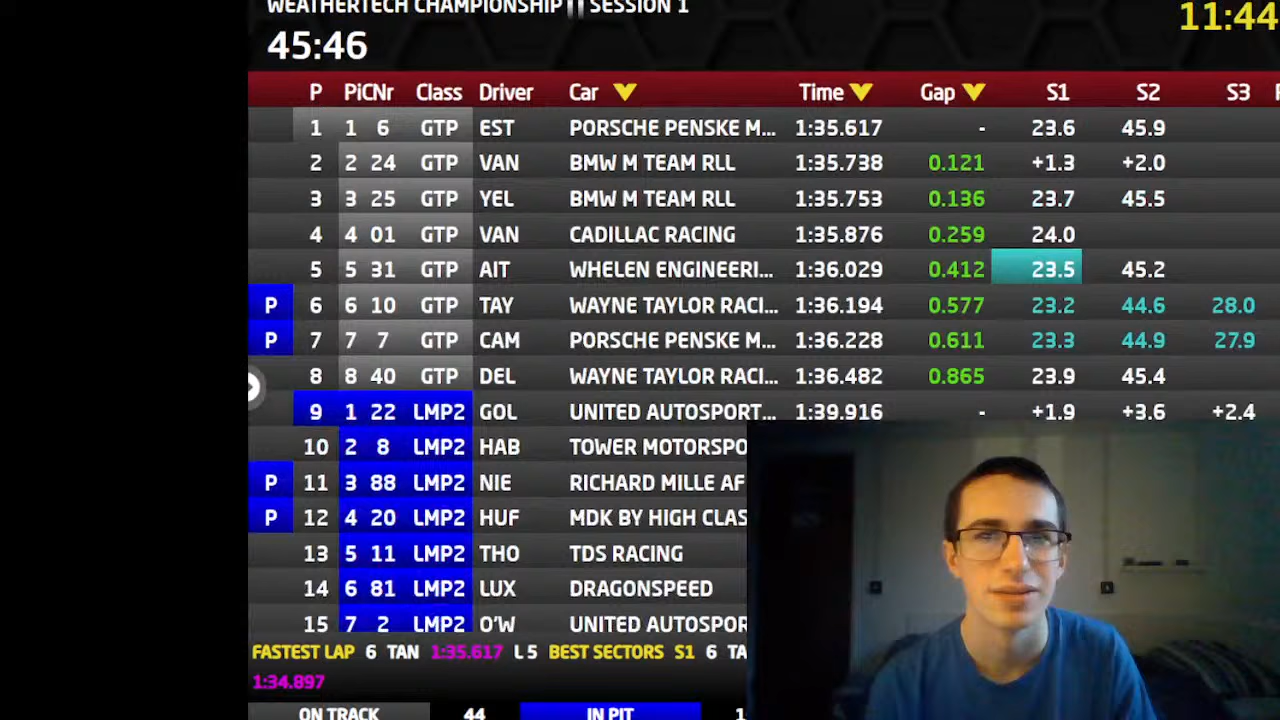 WEATHERTECH CHAMPIONSHIP || SESSION 1
11:44
45:46
P PiC Nr Class Driver Car Time Gap S1 S2 S3
1 1 6 GTP EST PORSCHE PENSKE M... 1:35.617 - 23.6 45.9
2 2 24 GTP VAN BMW M TEAM RLL 1:35.738 0.121 +1.3 +2.0
3 3 25 GTP YEL BMW M TEAM RLL 1:35.753 0.136 23.7 45.5
4 4 01 GTP VAN CADILLAC RACING 1:35.876 0.259 24.0
5 5 31 GTP AIT WHELEN ENGINEERI... 1:36.029 0.412 23.5 45.2
P 6 6 10 GTP TAY WAYNE TAYLOR RACI... 1:36.194 0.577 23.2 44.6 28.0
P 7 7 7 GTP CAM PORSCHE PENSKE M... 1:36.228 0.611 23.3 44.9 27.9
8 8 40 GTP DEL WAYNE TAYLOR RACI... 1:36.482 0.865 23.9 45.4
9 1 22 LMP2 GOL UNITED AUTOSPORT... 1:39.916 - +1.9 +3.6 +2.4
10 2 8 LMP2 HAB TOWER MOTORSPO
P 11 3 88 LMP2 NIE RICHARD MILLE AF
P 12 4 20 LMP2 HUF MDK BY HIGH CLAS
13 5 11 LMP2 THO TDS RACING
14 6 81 LMP2 LUX DRAGONSPEED
15 7 2 LMP2 O'W UNITED AUTOSPOR
FASTEST LAP 6 TAN 1:35.617 L 5 BEST SECTORS S1 6 TA
1:34.897
ON TRACK 44 IN PIT